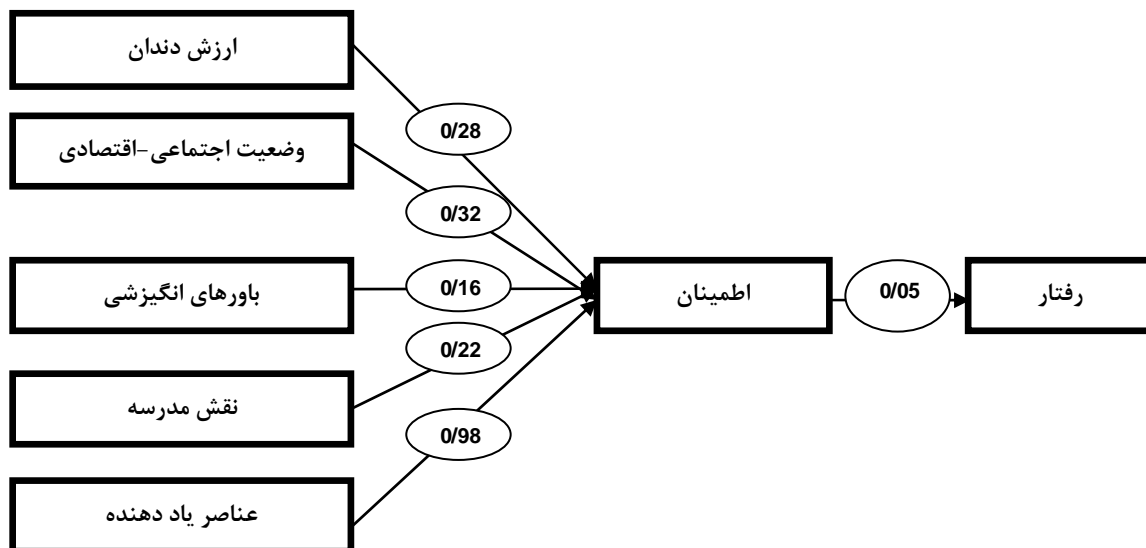 ارزش دندان
0/28
وضعیت اجتماعی-اقتصادی
0/32
باورهای انگیزشی
0/16
اطمینان
0/05
رفتار
0/22
نقش مدرسه
0/98
عناصر یاد دهنده